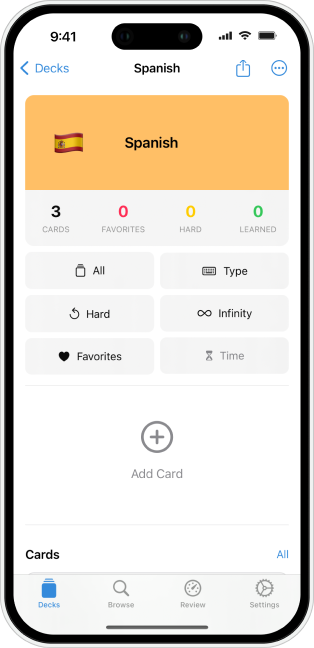 9:41
Decks Spanish
Spanish
3 0 0 0
CARDS FAVORITES HARD LEARNED
All Type
Hard Infinity
Favorites Time
Add Card
Cards All
Decks Browse Review Settings